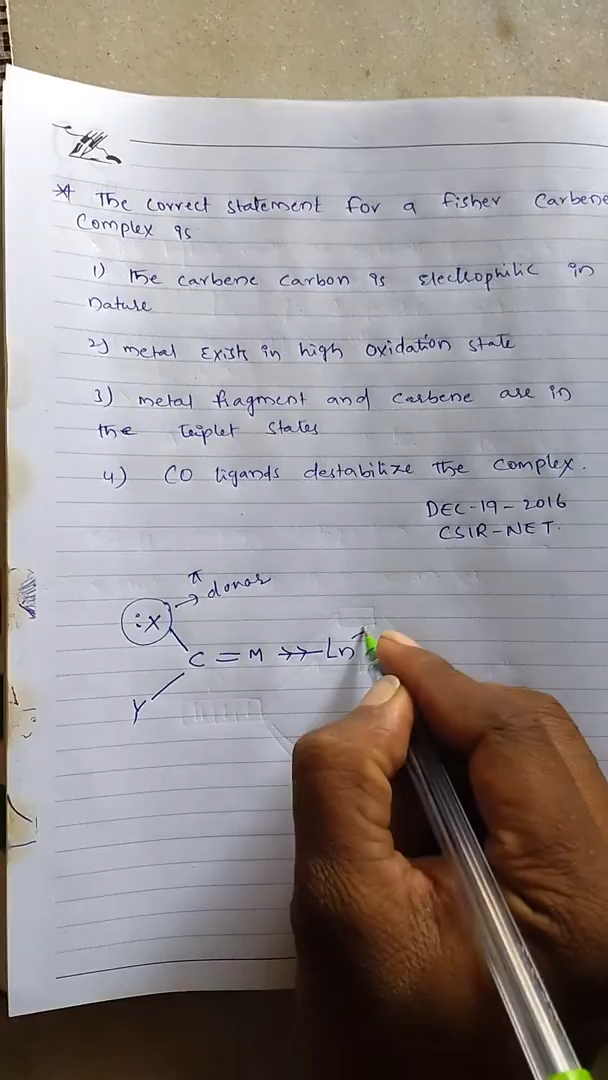 * The correct statement for a fisher Carbene
Complex is
1) The carbene carbon is electrophilic in
nature
2) metal Exists in high oxidation state
3) metal fragment and carbene are in
the triplet states
4) CO ligands destabilize the complex.
DEC-19-2016
CSIR-NET.
π
donor
:X
C = M →→ Ln
Y